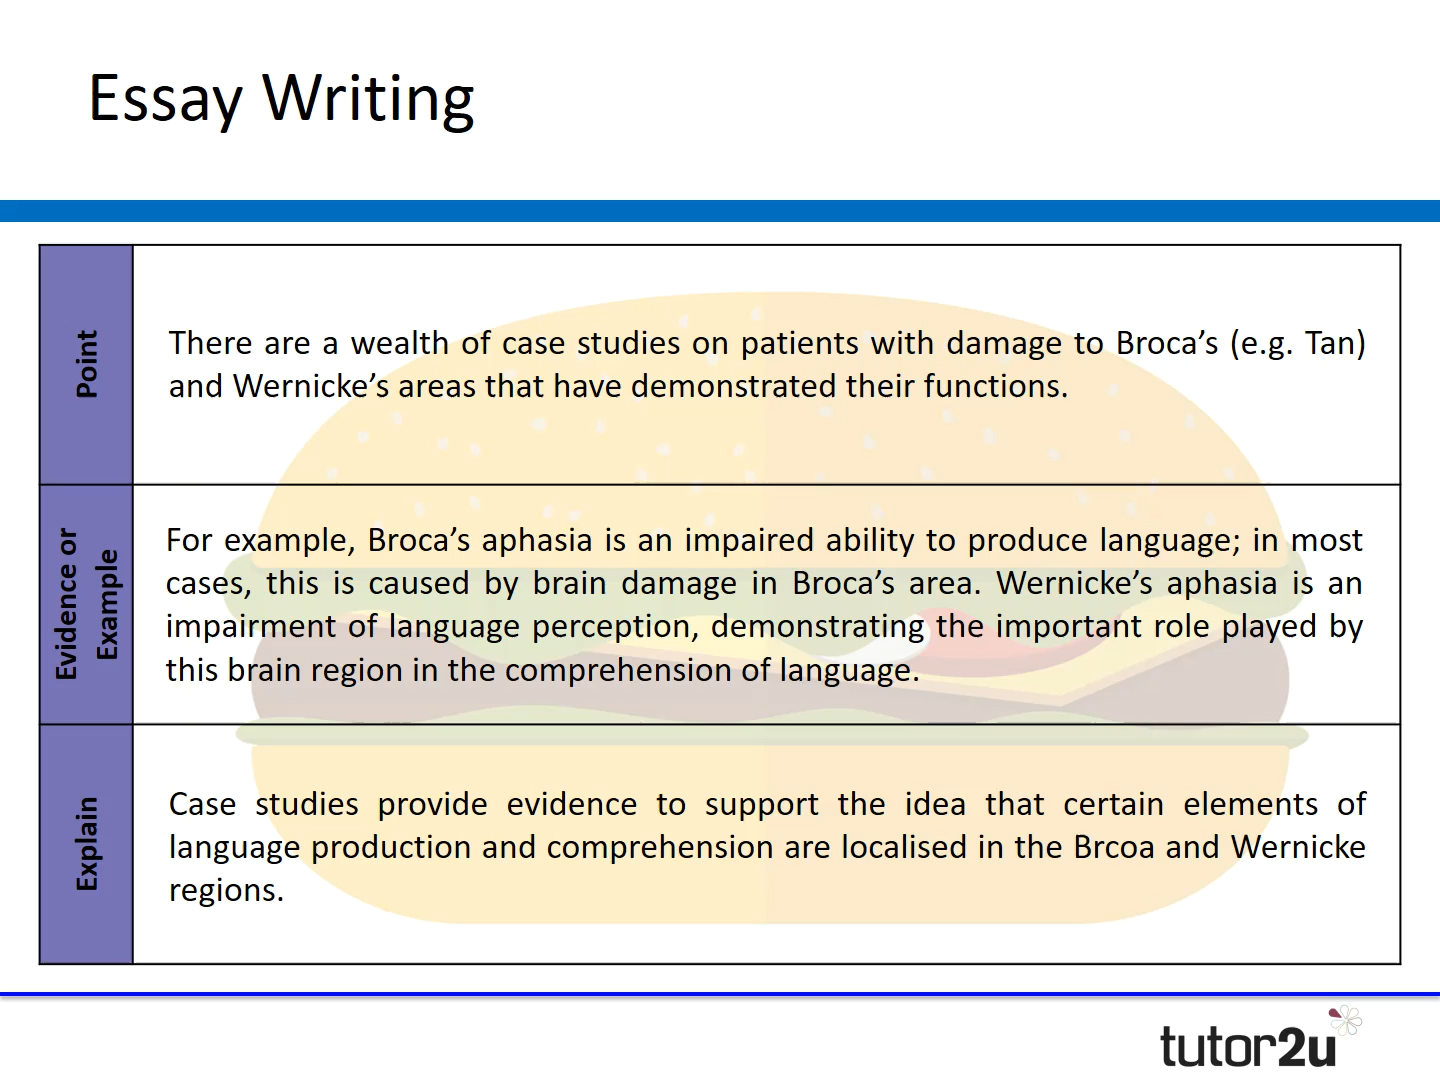 Essay Writing
Point
There are a wealth of case studies on patients with damage to Broca’s (e.g. Tan)
and Wernicke’s areas that have demonstrated their functions.
Evidence or
Example
For example, Broca’s aphasia is an impaired ability to produce language; in most
cases, this is caused by brain damage in Broca’s area. Wernicke’s aphasia is an
impairment of language perception, demonstrating the important role played by
this brain region in the comprehension of language.
Explain
Case studies provide evidence to support the idea that certain elements of
language production and comprehension are localised in the Brcoa and Wernicke
regions.
tutor2u